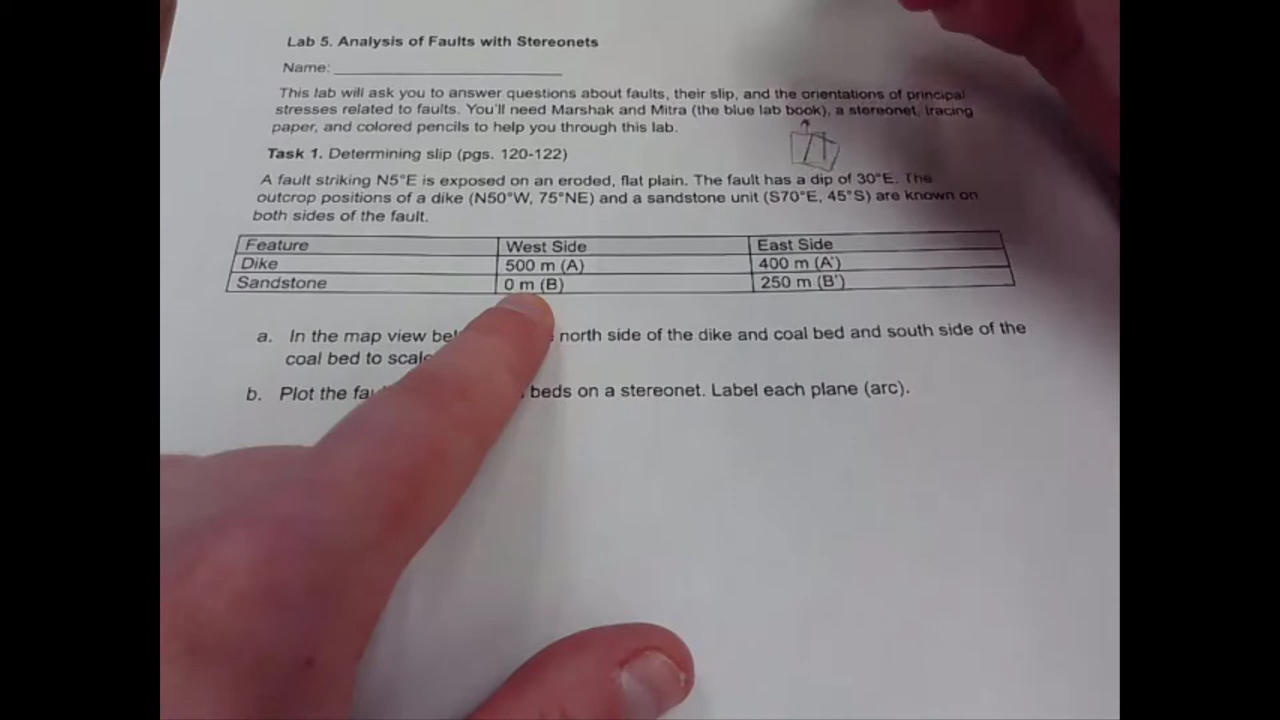 Lab 5. Analysis of Faults with Stereonets
Name:
This lab will ask you to answer questions about faults, their slip, and the orientations of principal
stresses related to faults. You'll need Marshak and Mitra (the blue lab book), a stereonet, tracing
paper, and colored pencils to help you through this lab.
Task 1. Determining slip (pgs. 120-122)
A fault striking N5°E is exposed on an eroded, flat plain. The fault has a dip of 30°E. The
outcrop positions of a dike (N50°W, 75°NE) and a sandstone unit (S70°E, 45°S) are known on
both sides of the fault.
Feature West Side East Side
Dike 500 m (A) 400 m (A')
Sandstone 0 m (B) 250 m (B')
a. In the map view north side of the dike and coal bed and south side of the
coal bed to
b. Plot the beds on a stereonet. Label each plane (arc).